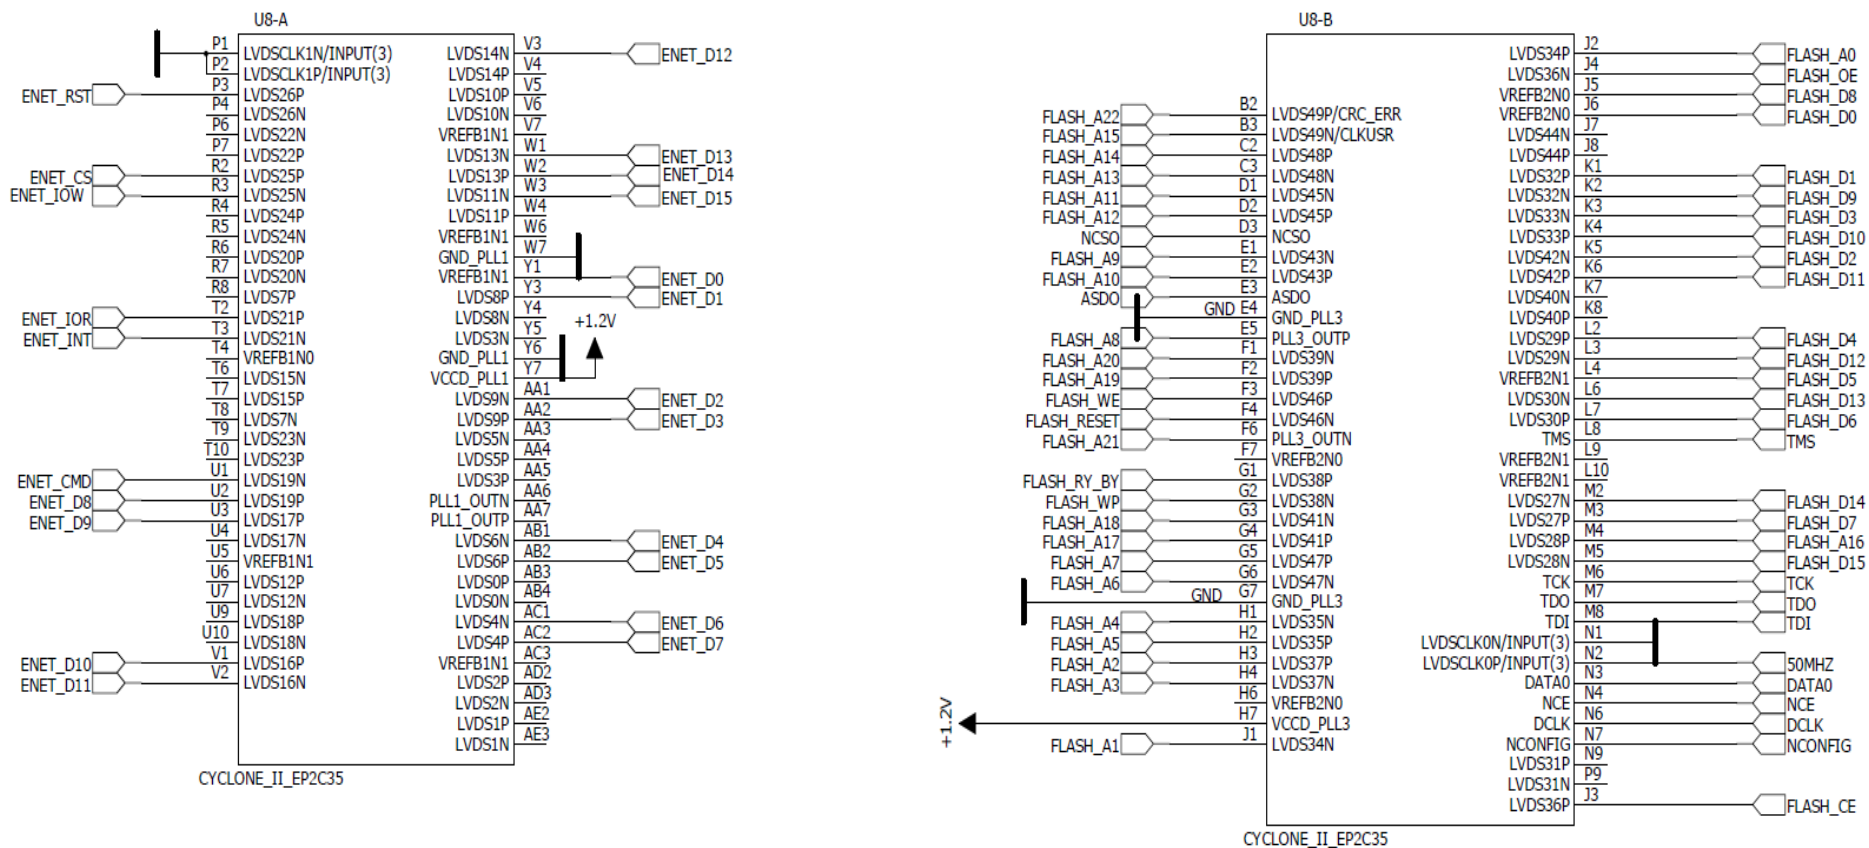 U8-A
P1 LVDSCLK1N/INPUT(3) LVDS14N V3 ENET_D12
P2 LVDSCLK1P/INPUT(3) LVDS14P V4
ENET_RST P3 LVDS26P LVDS10P V5
P4 LVDS26N LVDS10N V6
P6 LVDS22N VREFB1N1 V7
P7 LVDS22P LVDS13N W1 ENET_D13
ENET_CS R2 LVDS25P LVDS13P W2 ENET_D14
ENET_IOW R3 LVDS25N LVDS11N W3 ENET_D15
R4 LVDS24P LVDS11P W4
R5 LVDS24N VREFB1N1 W6
R6 LVDS20P GND_PLL1 W7
R7 LVDS20N VREFB1N1 Y1 ENET_D0
R8 LVDS7P LVDS8P Y3 ENET_D1
ENET_IOR T2 LVDS21P LVDS8N Y4 +1.2V
ENET_INT T3 LVDS21N LVDS3N Y5
T4 VREFB1N0 GND_PLL1 Y6
T6 LVDS15N VCCD_PLL1 Y7
T7 LVDS15P LVDS9N AA1 ENET_D2
T8 LVDS7N LVDS9P AA2 ENET_D3
T9 LVDS23N LVDS5N AA3
T10 LVDS23P LVDS5P AA4
ENET_CMD U1 LVDS19N LVDS3P AA5
ENET_D8 U2 LVDS19P PLL1_OUTN AA6
ENET_D9 U3 LVDS17P PLL1_OUTP AA7
U4 LVDS17N LVDS6N AB1 ENET_D4
U5 VREFB1N1 LVDS6P AB2 ENET_D5
U6 LVDS12P LVDS0P AB3
U7 LVDS12N LVDS0N AB4
U9 LVDS18P LVDS4N AC1 ENET_D6
U10 LVDS18N LVDS4P AC2 ENET_D7
ENET_D10 V1 LVDS16P VREFB1N1 AC3
ENET_D11 V2 LVDS16N LVDS2P AD2
LVDS2N AD3
LVDS1P AE2
LVDS1N AE3
CYCLONE_II_EP2C35
U8-B
LVDS34P J2 FLASH_A0
LVDS36N J4 FLASH_OE
VREFB2N0 J5 FLASH_D8
FLASH_A22 B2 LVDS49P/CRC_ERR VREFB2N0 J6 FLASH_D0
FLASH_A15 B3 LVDS49N/CLKUSR LVDS44N J7
FLASH_A14 C2 LVDS48P LVDS44P J8
FLASH_A13 C3 LVDS48N LVDS32P K1 FLASH_D1
FLASH_A11 D1 LVDS45N LVDS32N K2 FLASH_D9
FLASH_A12 D2 LVDS45P LVDS33N K3 FLASH_D3
NCSO D3 NCSO LVDS33P K4 FLASH_D10
FLASH_A9 E1 LVDS43N LVDS42N K5 FLASH_D2
FLASH_A10 E2 LVDS43P LVDS42P K6 FLASH_D11
ASDO E3 ASDO LVDS40N K7
GND E4 GND_PLL3 LVDS40P K8
FLASH_A8 E5 PLL3_OUTP LVDS29P L2 FLASH_D4
FLASH_A20 F1 LVDS39N LVDS29N L3 FLASH_D12
FLASH_A19 F2 LVDS39P VREFB2N1 L4 FLASH_D5
FLASH_WE F3 LVDS46P LVDS30N L6 FLASH_D13
FLASH_RESET F4 LVDS46N LVDS30P L7 FLASH_D6
FLASH_A21 F6 PLL3_OUTN TMS L8 TMS
F7 VREFB2N0 VREFB2N1 L9
FLASH_RY_BY G1 LVDS38P VREFB2N1 L10
FLASH_WP G2 LVDS38N LVDS27N M2 FLASH_D14
FLASH_A18 G3 LVDS41N LVDS27P M3 FLASH_D7
FLASH_A17 G4 LVDS41P LVDS28P M4 FLASH_A16
FLASH_A7 G5 LVDS47P LVDS28N M5 FLASH_D15
FLASH_A6 G6 LVDS47N TCK M6 TCK
GND G7 GND_PLL3 TDO M7 TDO
FLASH_A4 H1 LVDS35N TDI M8 TDI
FLASH_A5 H2 LVDS35P LVDSCLK0N/INPUT(3) N1
FLASH_A2 H3 LVDS37P LVDSCLK0P/INPUT(3) N2 50MHZ
FLASH_A3 H4 LVDS37N DATA0 N3 DATA0
H6 VREFB2N0 NCE N4 NCE
+1.2V H7 VCCD_PLL3 DCLK N6 DCLK
FLASH_A1 J1 LVDS34N NCONFIG N7 NCONFIG
LVDS31P N9
LVDS31N P9
LVDS36P J3 FLASH_CE
CYCLONE_II_EP2C35